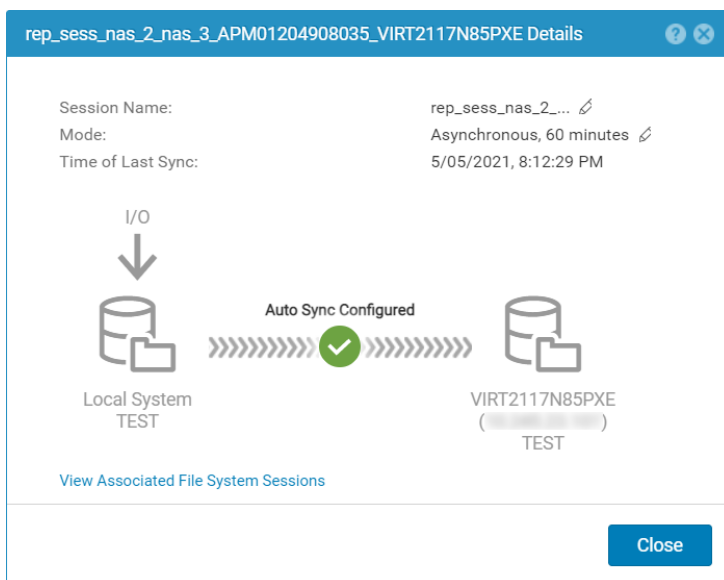 rep_sess_nas_2_nas_3_APM01204908035_VIRT2117N85PXE Details
Session Name: rep_sess_nas_2_...
Mode: Asynchronous, 60 minutes
Time of Last Sync: 5/05/2021, 8:12:29 PM
I/O
Auto Sync Configured
Local System
TEST
VIRT2117N85PXE
( )
TEST
View Associated File System Sessions
Close